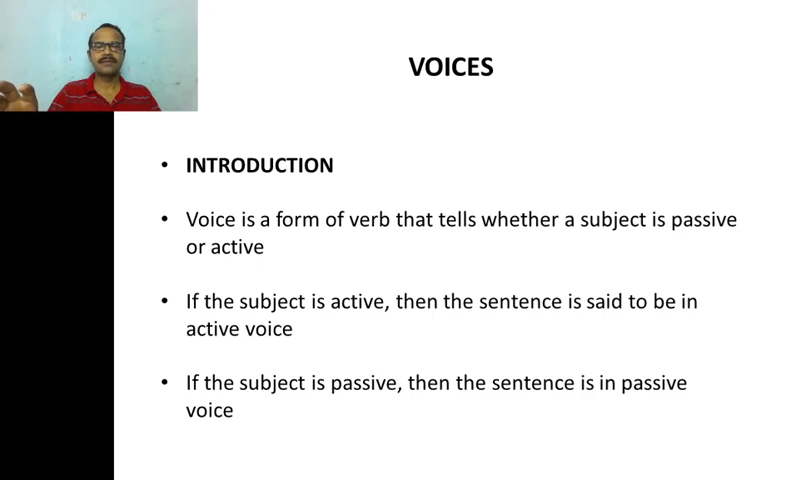 VOICES
• INTRODUCTION
• Voice is a form of verb that tells whether a subject is passive
or active
• If the subject is active, then the sentence is said to be in
active voice
• If the subject is passive, then the sentence is in passive
voice